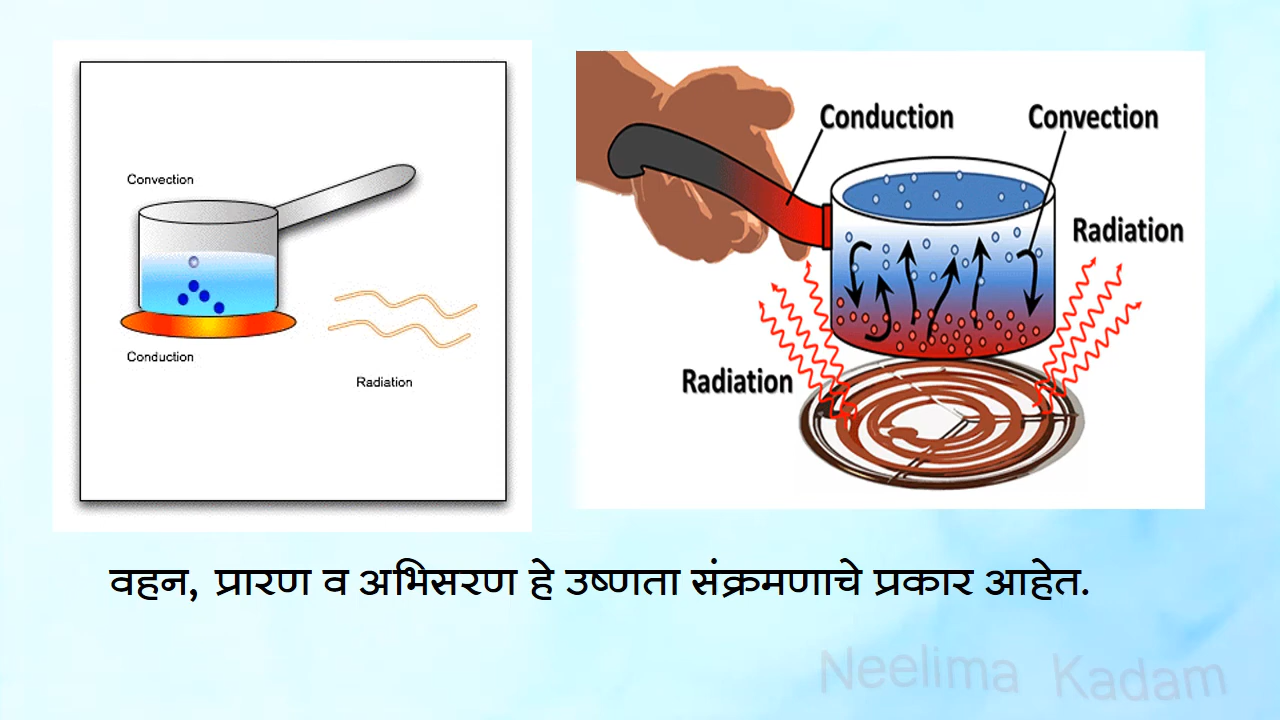 Convection
Conduction
Radiation
Conduction
Convection
Radiation
Radiation
वहन, प्रारण व अभिसरण हे उष्णता संक्रमणाचे प्रकार आहेत.
Neelima Kadam